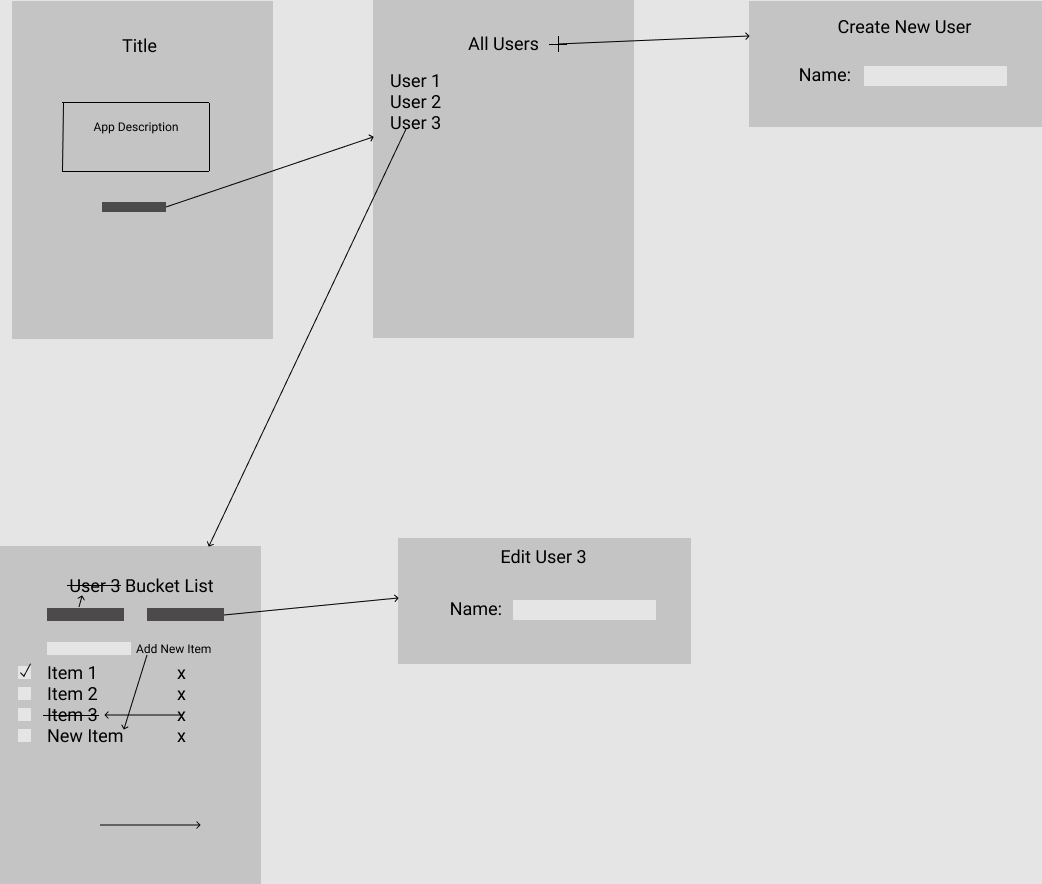 Title
App Description
All Users
User 1
User 2
User 3
Create New User
Name:
User 3 Bucket List
Add New Item
Item 1 x
Item 2 x
Item 3 x
New Item x
Edit User 3
Name: